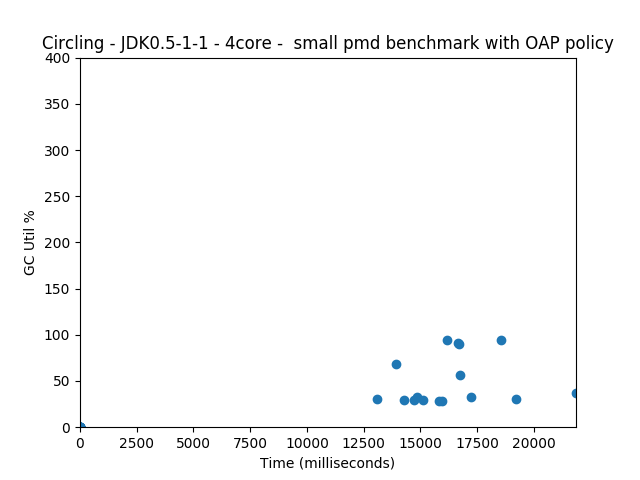 Circling - JDK0.5-1-1 - 4core -  small pmd benchmark with OAP policy
400
350
300
250
200
150
100
50
0
GC Util %
0 2500 5000 7500 10000 12500 15000 17500 20000
Time (milliseconds)